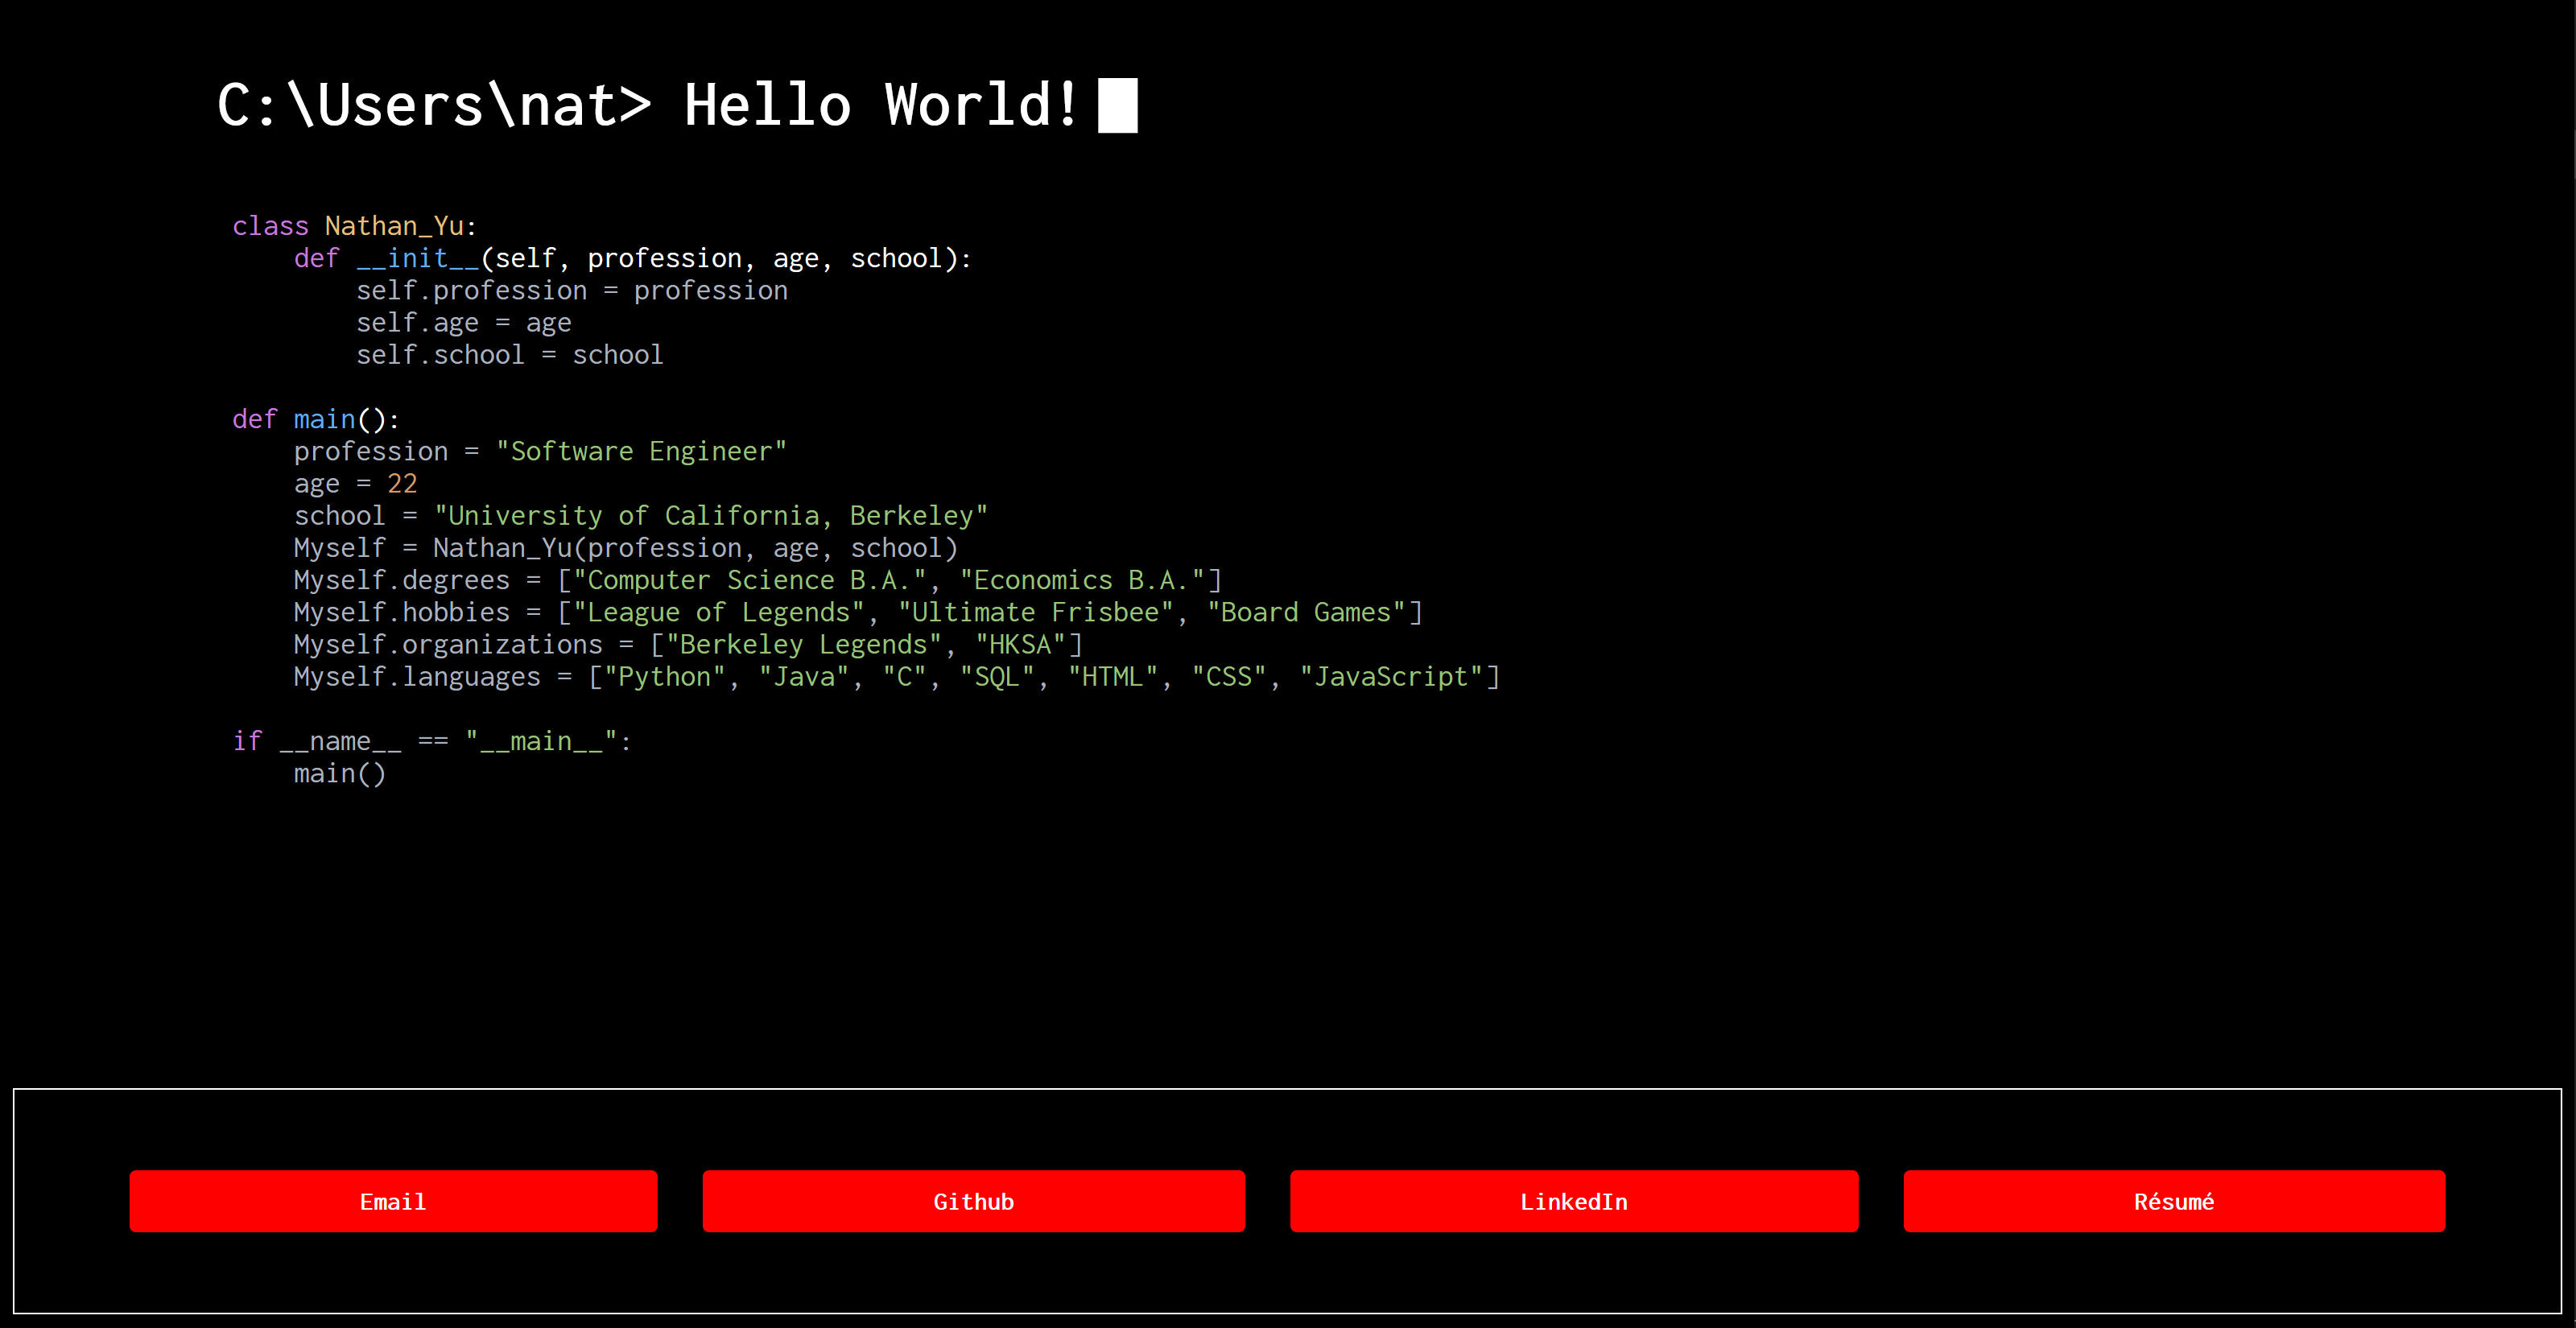 C:\Users\nat> Hello World!
class Nathan_Yu:
    def __init__(self, profession, age, school):
        self.profession = profession
        self.age = age
        self.school = school
def main():
    profession = "Software Engineer"
    age = 22
    school = "University of California, Berkeley"
    Myself = Nathan_Yu(profession, age, school)
    Myself.degrees = ["Computer Science B.A.", "Economics B.A."]
    Myself.hobbies = ["League of Legends", "Ultimate Frisbee", "Board Games"]
    Myself.organizations = ["Berkeley Legends", "HKSA"]
    Myself.languages = ["Python", "Java", "C", "SQL", "HTML", "CSS", "JavaScript"]
if __name__ == "__main__":
    main()
Email
Github
LinkedIn
Résumé